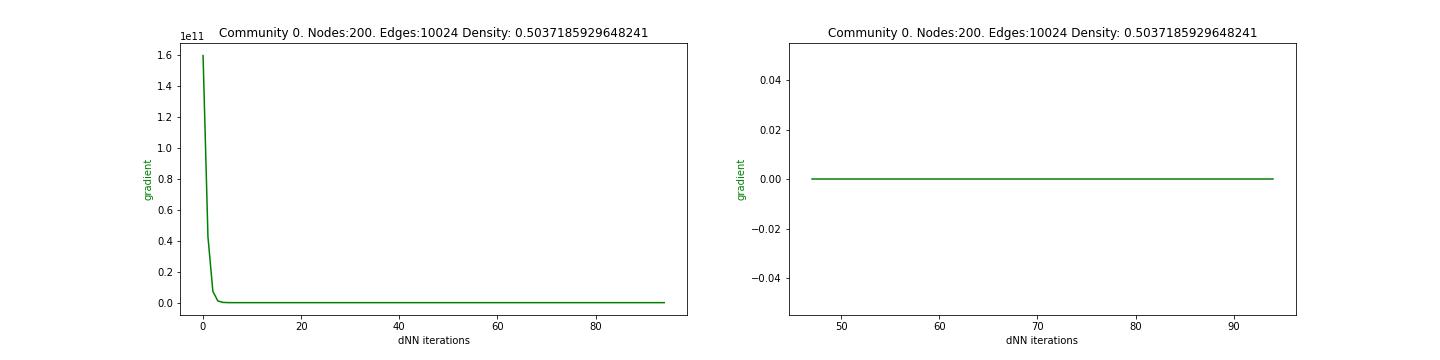 Community 0. Nodes:200. Edges:10024 Density: 0.5037185929648241
1e11
1.6
1.4
1.2
1.0
0.8
0.6
0.4
0.2
0.0
gradient
0 20 40 60 80
dNN iterations
Community 0. Nodes:200. Edges:10024 Density: 0.5037185929648241
0.04
0.02
0.00
−0.02
−0.04
gradient
50 60 70 80 90
dNN iterations